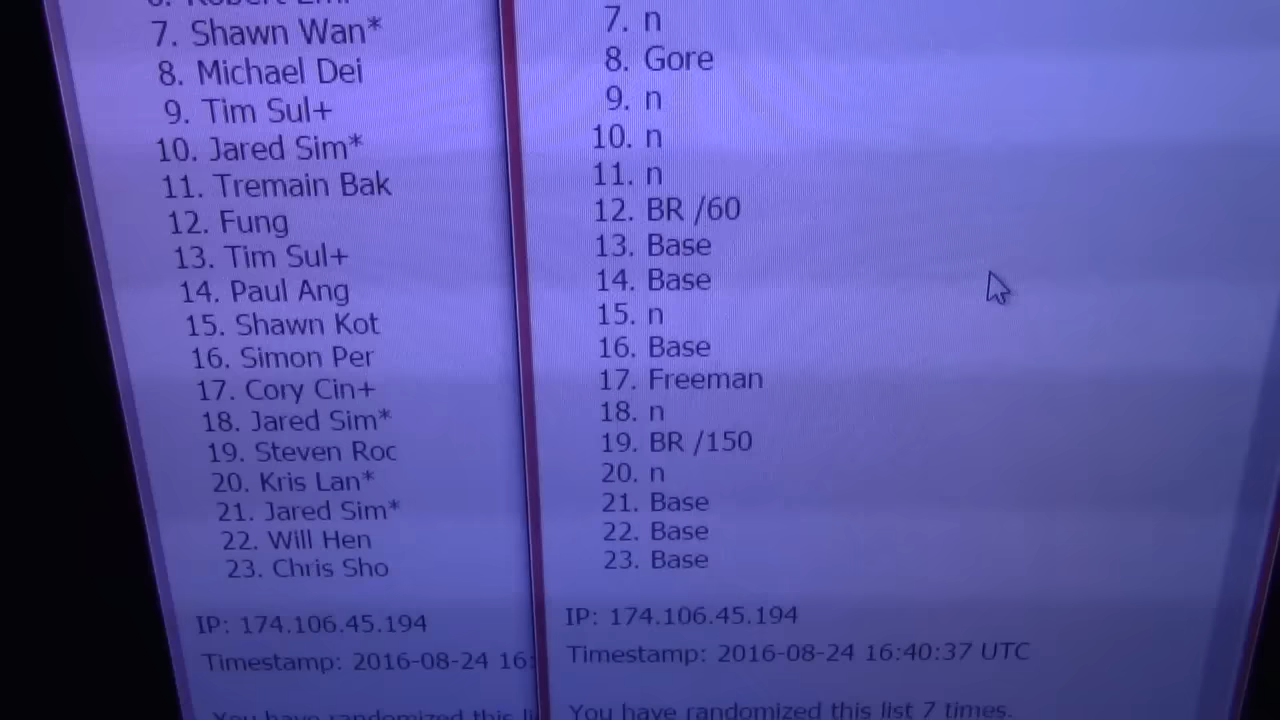 7. Shawn Wan*
8. Michael Dei
9. Tim Sul+
10. Jared Sim*
11. Tremain Bak
12. Fung
13. Tim Sul+
14. Paul Ang
15. Shawn Kot
16. Simon Per
17. Cory Cin+
18. Jared Sim*
19. Steven Roc
20. Kris Lan*
21. Jared Sim*
22. Will Hen
23. Chris Sho
IP: 174.106.45.194
Timestamp: 2016-08-24 16:
You have randomized this
7. n
8. Gore
9. n
10. n
11. n
12. BR /60
13. Base
14. Base
15. n
16. Base
17. Freeman
18. n
19. BR /150
20. n
21. Base
22. Base
23. Base
IP: 174.106.45.194
Timestamp: 2016-08-24 16:40:37 UTC
You have randomized this list 7 times.